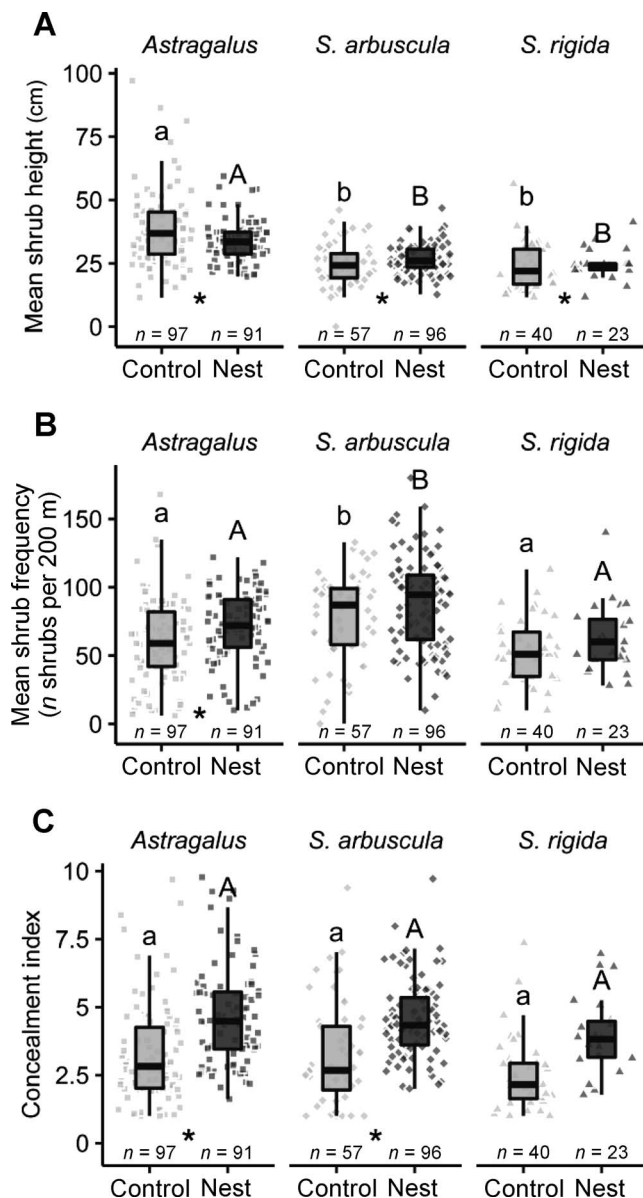 A
Astragalus S. arbuscula S. rigida
Mean shrub height (cm)
100
75
50
25
0
a A b B b B
* * *
n = 97 n = 91 n = 57 n = 96 n = 40 n = 23
Control Nest Control Nest Control Nest
B
Astragalus S. arbuscula S. rigida
Mean shrub frequency
(n shrubs per 200 m)
150
100
50
0
a A b B a A
*
n = 97 n = 91 n = 57 n = 96 n = 40 n = 23
Control Nest Control Nest Control Nest
C
Astragalus S. arbuscula S. rigida
Concealment index
10
7.5
5
2.5
0
a A a A a A
* *
n = 97 n = 91 n = 57 n = 96 n = 40 n = 23
Control Nest Control Nest Control Nest